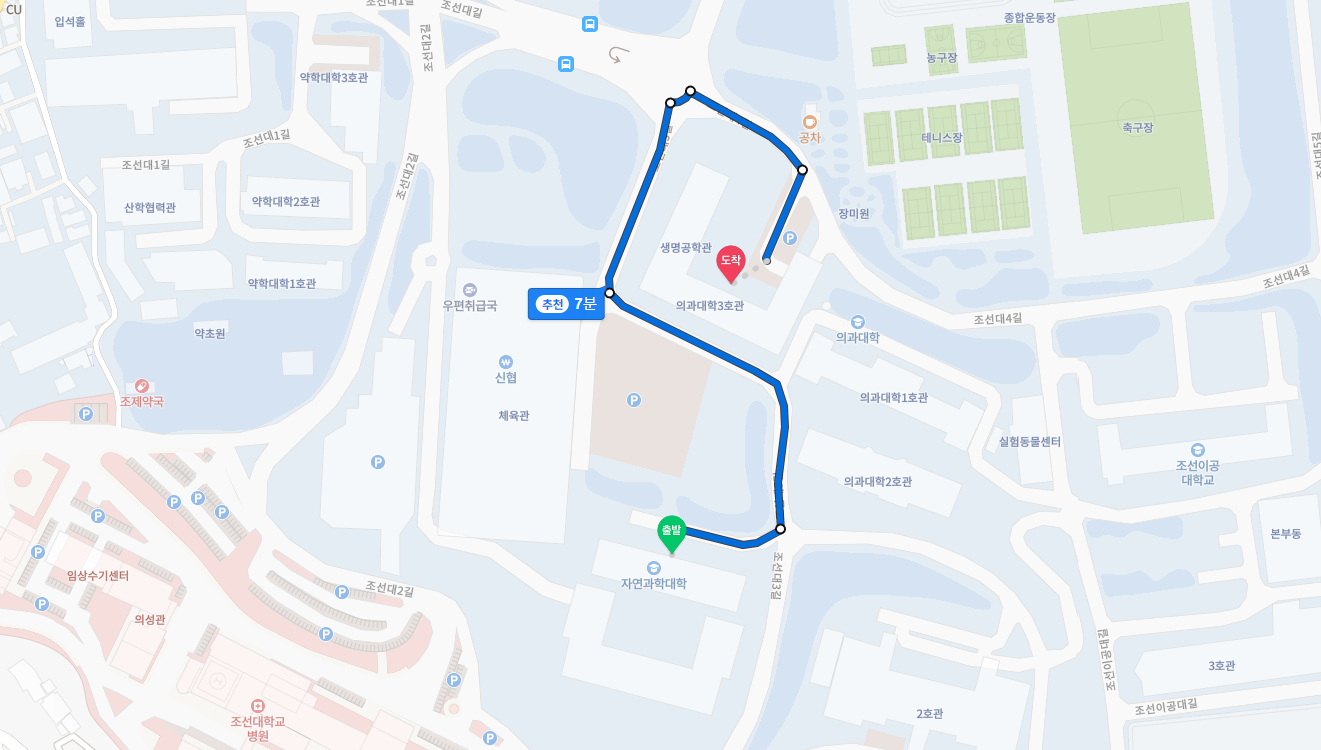 CU
입석홀
조선대1길
조선대길
조선대2길
종합운동장
농구장
약학대학3호관
공차
테니스장
축구장
조선대5길
조선대1길
조선대1길
조선대2길
약학대학2호관
산학협력관
장미원
P
생명공학관
도착
약학대학1호관
우편취급국
추천 7분
의과대학3호관
조선대4길
조선대4길
약초원
의과대학
신협
체육관
조제약국
P
P
의과대학1호관
실험동물센터
P
조선이공
대학교
의과대학2호관
P
P
P
P
출발
본부동
P
임상수기센터
자연과학대학
조선대3길
조선대2길
P
P
의성관
P
조선이공대길
3호관
P
조선대학교
병원
조선이공대길
2호관
P